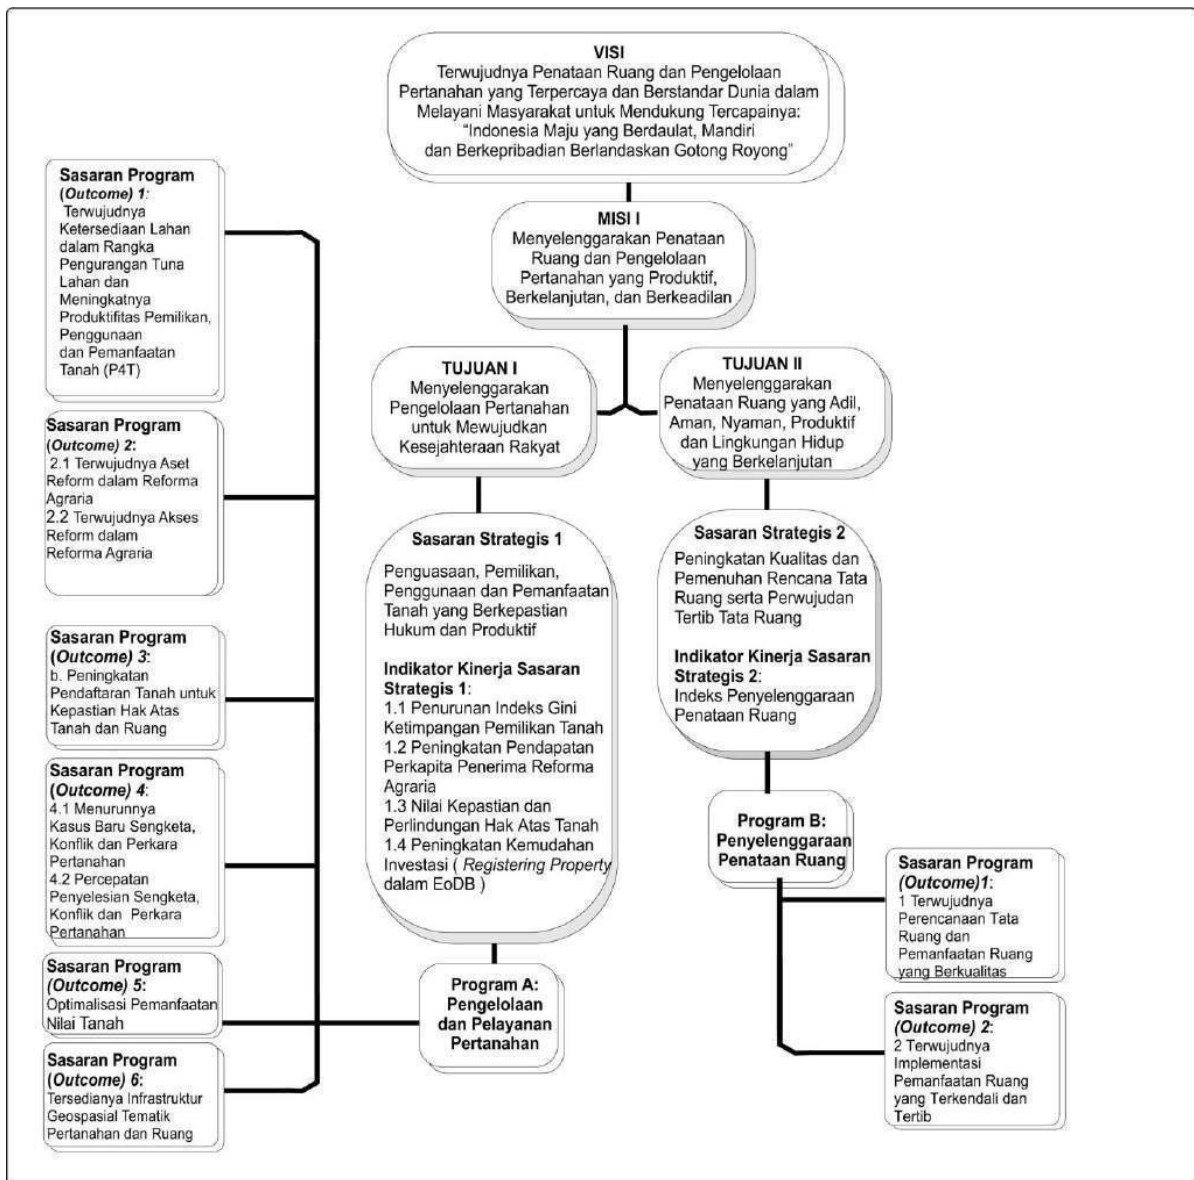 VISI
Terwujudnya Penataan Ruang dan Pengelolaan
Pertanahan yang Terpercaya dan Berstandar Dunia dalam
Melayani Masyarakat untuk Mendukung Tercapainya:
“Indonesia Maju yang Berdaulat, Mandiri
dan Berkepribadian Berlandaskan Gotong Royong”
MISI I
Menyelenggarakan Penataan
Ruang dan Pengelolaan
Pertanahan yang Produktif,
Berkelanjutan, dan Berkeadilan
TUJUAN I
Menyelenggarakan
Pengelolaan Pertanahan
untuk Mewujudkan
Kesejahteraan Rakyat
TUJUAN II
Menyelenggarakan
Penataan Ruang yang Adil,
Aman, Nyaman, Produktif
dan Lingkungan Hidup
yang Berkelanjutan
Sasaran Strategis 1
Penguasaan, Pemilikan,
Penggunaan dan Pemanfaatan
Tanah yang Berkepastian
Hukum dan Produktif
Indikator Kinerja Sasaran
Strategis 1:
1.1 Penurunan Indeks Gini
Ketimpangan Pemilikan Tanah
1.2 Peningkatan Pendapatan
Perkapita Penerima Reforma
Agraria
1.3 Nilai Kepastian dan
Perlindungan Hak Atas Tanah
1.4 Peningkatan Kemudahan
Investasi ( Registering Property
dalam EoDB )
Sasaran Strategis 2
Peningkatan Kualitas dan
Pemenuhan Rencana Tata
Ruang serta Perwujudan
Tertib Tata Ruang
Indikator Kinerja Sasaran
Strategis 2:
Indeks Penyelenggaraan
Penataan Ruang
Program A:
Pengelolaan
dan Pelayanan
Pertanahan
Sasaran Program
(Outcome) 1:
Terwujudnya
Ketersediaan Lahan
dalam Rangka
Pengurangan Tuna
Lahan dan
Meningkatnya
Produktifitas Pemilikan,
Penggunaan
dan Pemanfaatan
Tanah (P4T)
Sasaran Program
(Outcome) 2:
2.1 Terwujudnya Aset
Reform dalam Reforma
Agraria
2.2 Terwujudnya Akses
Reform dalam
Reforma Agraria
Sasaran Program
(Outcome) 3:
b. Peningkatan
Pendaftaran Tanah untuk
Kepastian Hak Atas
Tanah dan Ruang
Sasaran Program
(Outcome) 4:
4.1 Menurunnya
Kasus Baru Sengketa,
Konflik dan Perkara
Pertanahan
4.2 Percepatan
Penyelesian Sengketa,
Konflik dan Perkara
Pertanahan
Sasaran Program
(Outcome) 5:
Optimalisasi Pemanfaatan
Nilai Tanah
Sasaran Program
(Outcome) 6:
Tersedianya Infrastruktur
Geospasial Tematik
Pertanahan dan Ruang
Program B:
Penyelenggaraan
Penataan Ruang
Sasaran Program
(Outcome)1:
1 Terwujudnya
Perencanaan Tata
Ruang dan
Pemanfaatan Ruang
yang Berkualitas
Sasaran Program
(Outcome) 2:
2 Terwujudnya
Implementasi
Pemanfaatan Ruang
yang Terkendali dan
Tertib